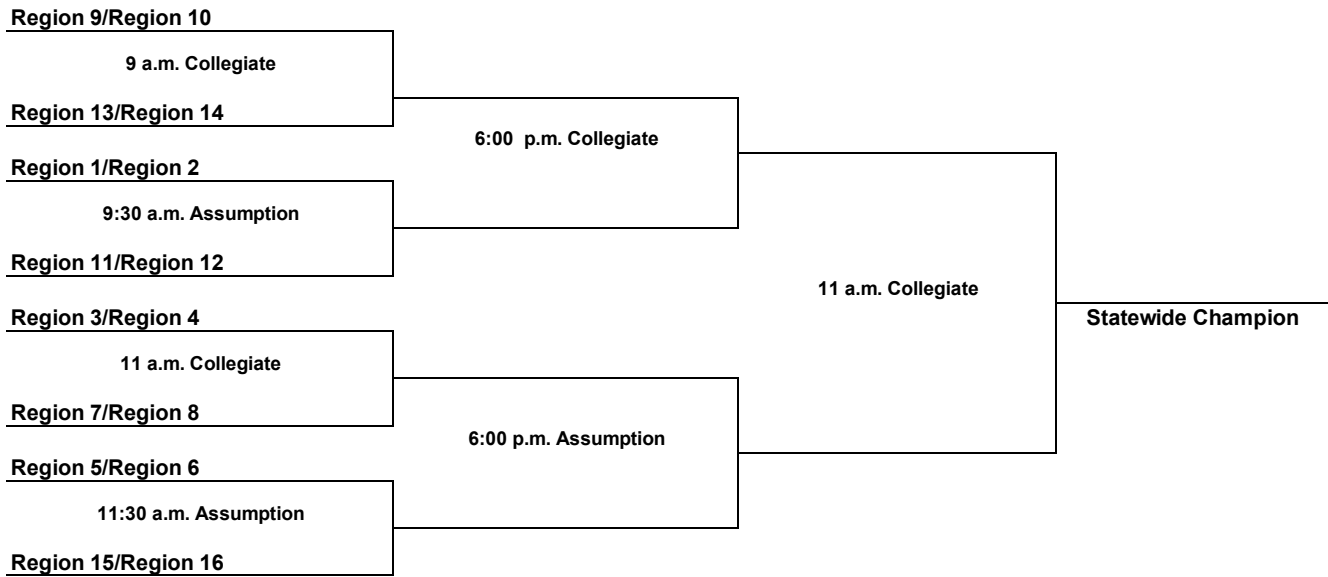 Region 9/Region 10
9 a.m. Collegiate
Region 13/Region 14
6:00 p.m. Collegiate
Region 1/Region 2
9:30 a.m. Assumption
Region 11/Region 12
11 a.m. Collegiate
Region 3/Region 4
Statewide Champion
11 a.m. Collegiate
Region 7/Region 8
6:00 p.m. Assumption
Region 5/Region 6
11:30 a.m. Assumption
Region 15/Region 16